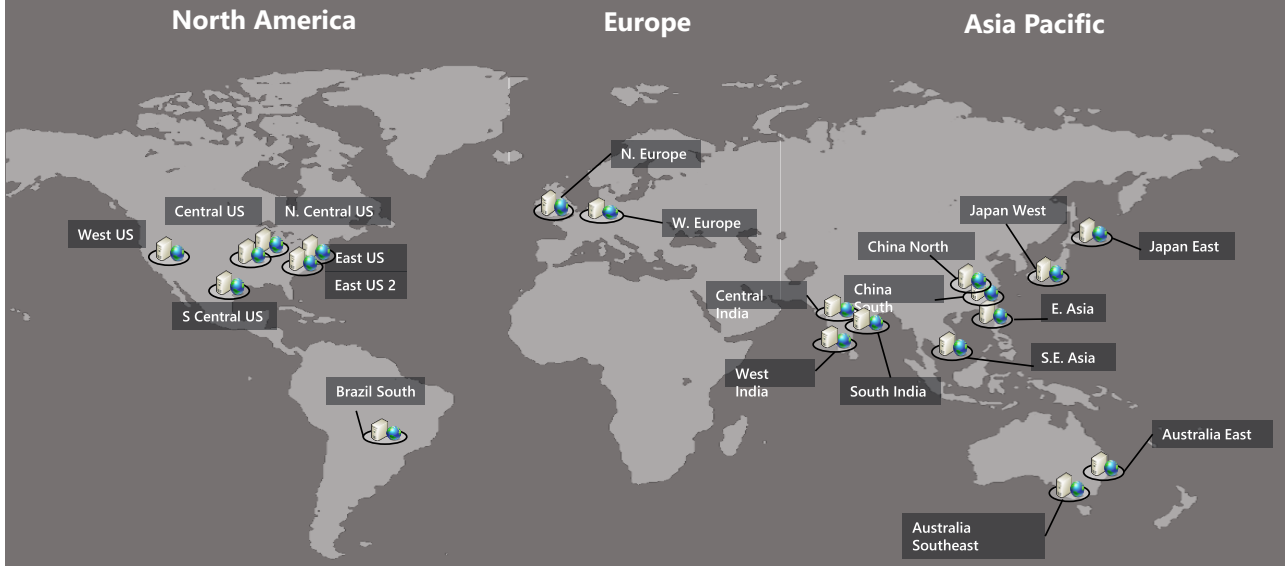 North America
Europe
Asia Pacific
N. Europe
Central US
N. Central US
Japan West
West US
W. Europe
East US
China North
Japan East
East US 2
Central
India
China
South
S Central US
E. Asia
S.E. Asia
West
India
South India
Brazil South
Australia East
Australia
Southeast